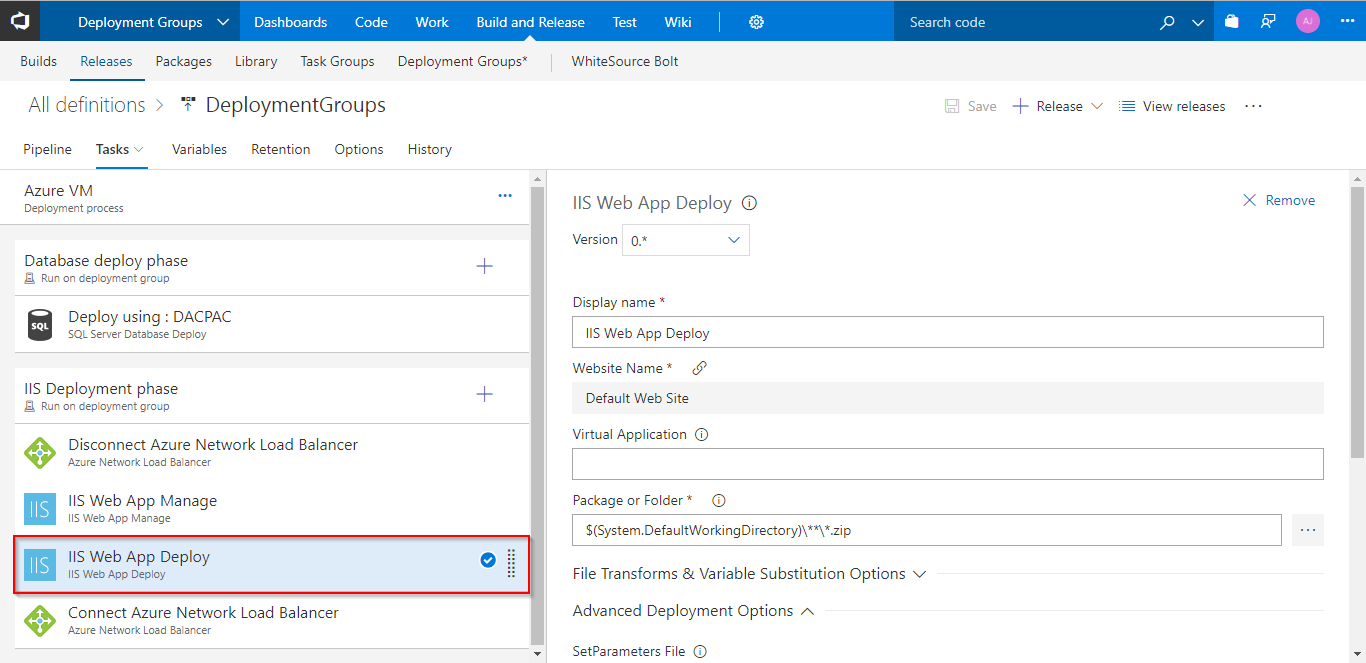 Deployment Groups Dashboards Code Work Build and Release Test Wiki Search code AJ
Builds Releases Packages Library Task Groups Deployment Groups* WhiteSource Bolt
All definitions > DeploymentGroups Save Release View releases ...
Pipeline Tasks Variables Retention Options History
Azure VM ...
Deployment process
Database deploy phase
Run on deployment group
SQL Deploy using : DACPAC
SQL Server Database Deploy
IIS Deployment phase
Run on deployment group
Disconnect Azure Network Load Balancer
Azure Network Load Balancer
IIS IIS Web App Manage
IIS Web App Manage
IIS IIS Web App Deploy
IIS Web App Deploy
Connect Azure Network Load Balancer
Azure Network Load Balancer
IIS Web App Deploy Remove
Version 0.*
Display name *
IIS Web App Deploy
Website Name *
Default Web Site
Virtual Application
Package or Folder *
$(System.DefaultWorkingDirectory)\**\*.zip ...
File Transforms & Variable Substitution Options
Advanced Deployment Options
SetParameters File